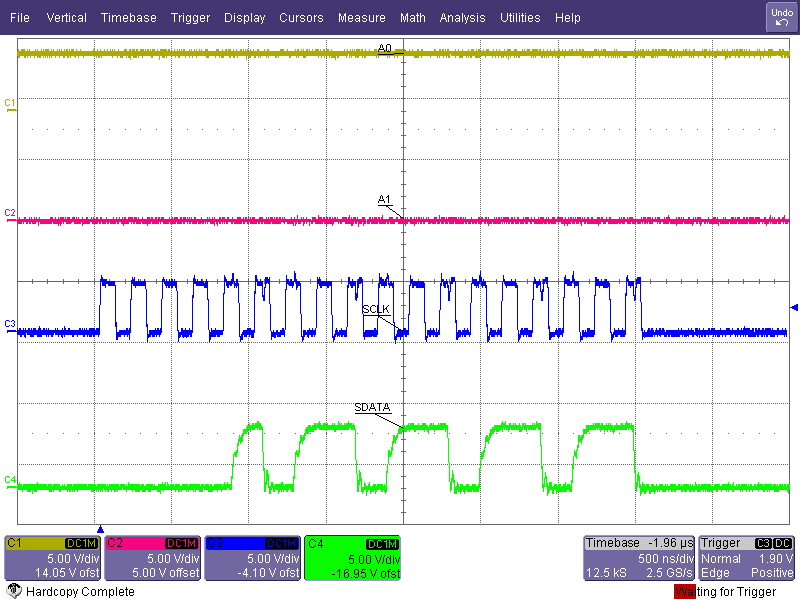 File Vertical Timebase Trigger Display Cursors Measure Math Analysis Utilities Help
Undo
A0
C1
A1
C2
SCLK
C3
SDATA
C4
C1 DC1M
5.00 V/div
14.05 V ofst
C2 DC1M
5.00 V/div
5.00 V offset
C3 DC1M
5.00 V/div
-4.10 V ofst
C4 DC1M
5.00 V/div
-16.95 V ofst
Timebase -1.96 µs
500 ns/div
12.5 kS 2.5 GS/s
Trigger C3 DC
Normal 1.90 V
Edge Positive
Hardcopy Complete
Waiting for Trigger